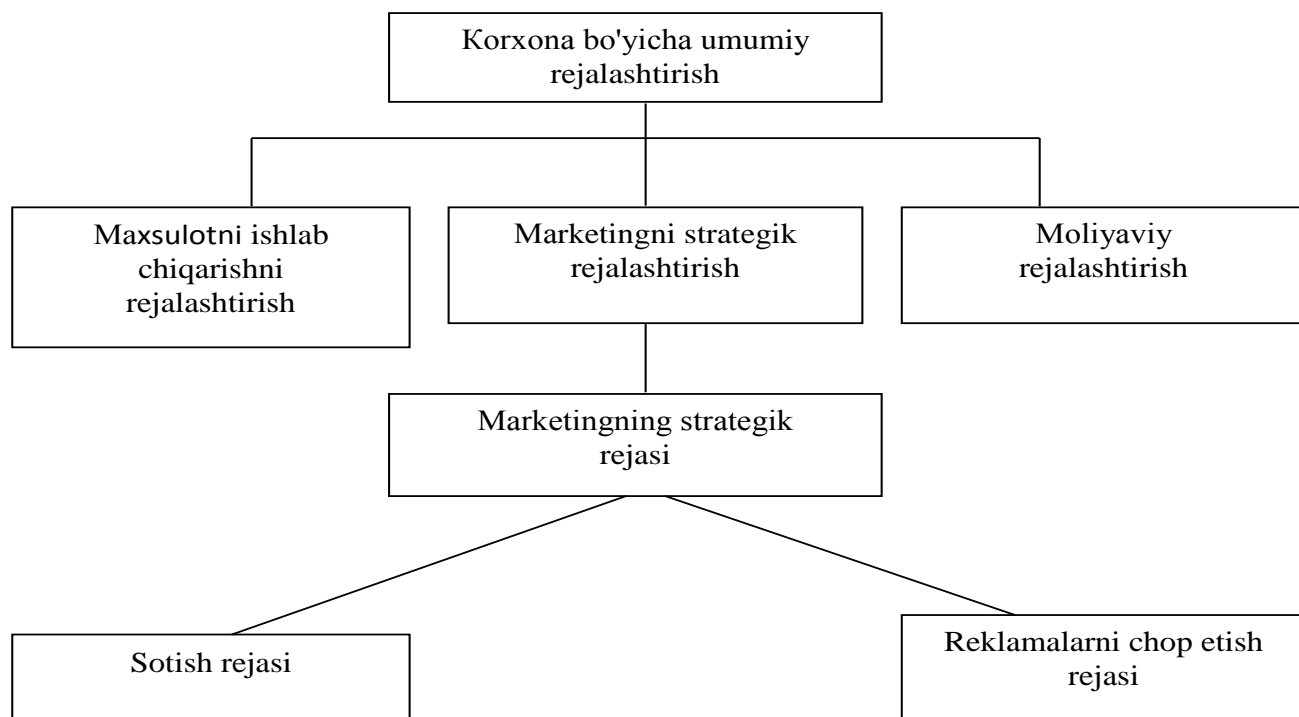 Korxona bo'yicha umumiy
rejalashtirish
Maxsulotni ishlab
chiqarishni
rejalashtirish
Marketingni strategik
rejalashtirish
Moliyaviy
rejalashtirish
Marketingning strategik
rejasi
Sotish rejasi
Reklamalarni chop etish
rejasi